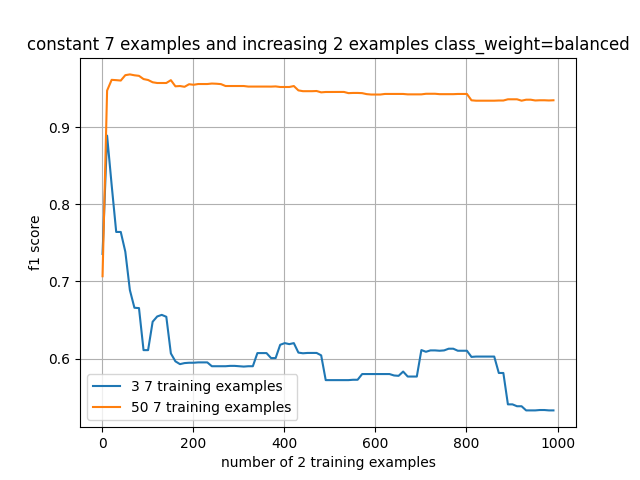 constant 7 examples and increasing 2 examples class_weight=balanced
f1 score
0.9
0.8
0.7
0.6
3 7 training examples
50 7 training examples
0 200 400 600 800 1000
number of 2 training examples